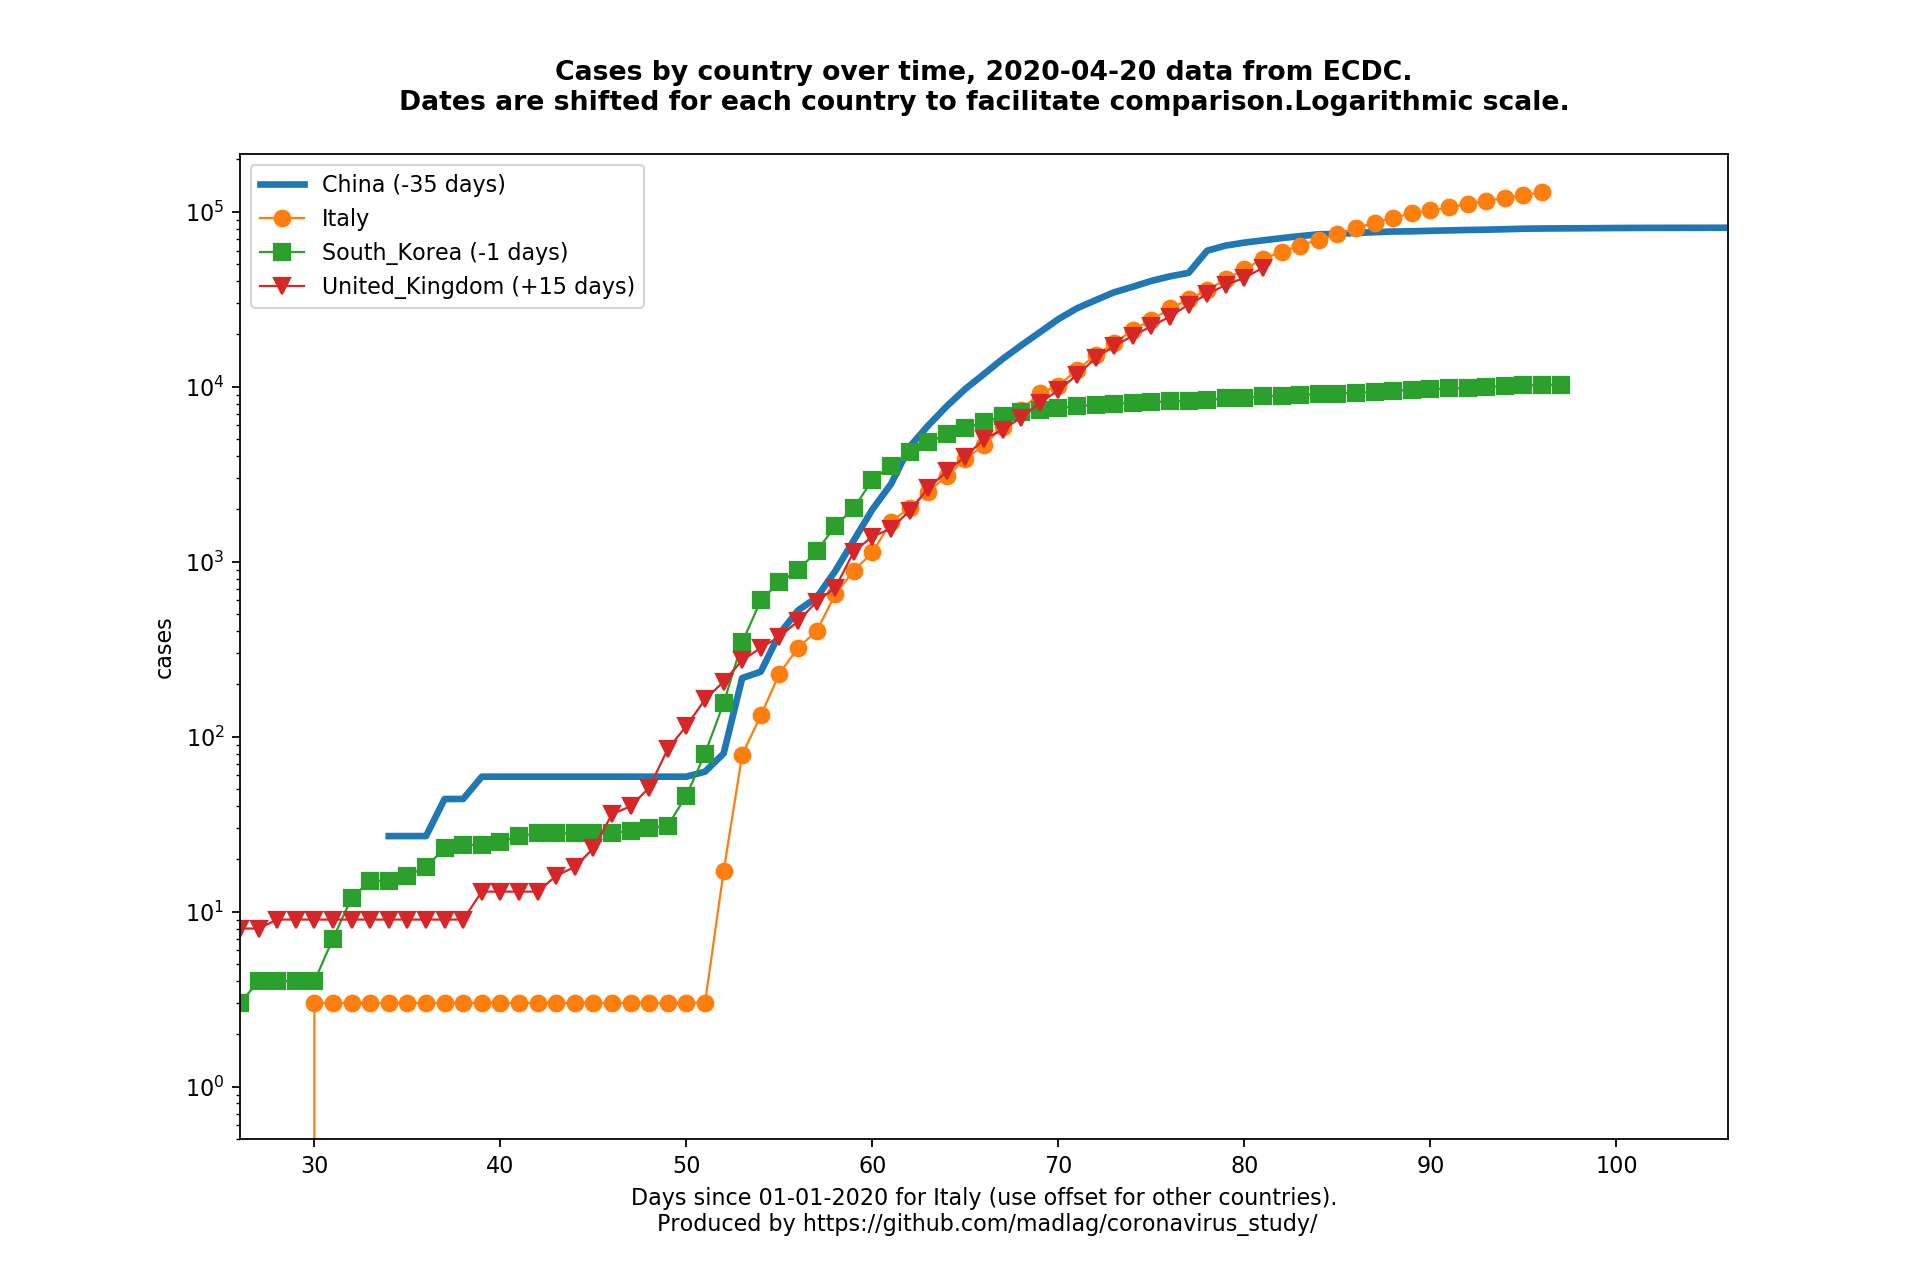 Cases by country over time, 2020-04-20 data from ECDC.
Dates are shifted for each country to facilitate comparison.Logarithmic scale.
China (-35 days)
Italy
South_Korea (-1 days)
United_Kingdom (+15 days)
10^5
10^4
10^3
10^2
10^1
10^0
cases
30 40 50 60 70 80 90 100
Days since 01-01-2020 for Italy (use offset for other countries).
Produced by https://github.com/madlag/coronavirus_study/